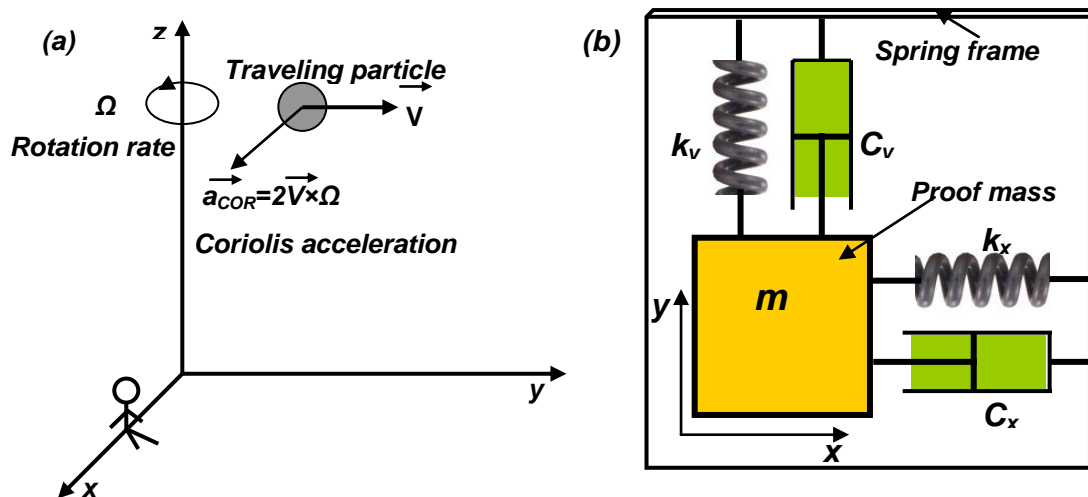 (a)
z
Traveling particle
Ω
V
Rotation rate
a_COR=2V×Ω
Coriolis acceleration
y
x
(b)
Spring frame
k_v
C_v
Proof mass
k_x
m
y
C_x
x